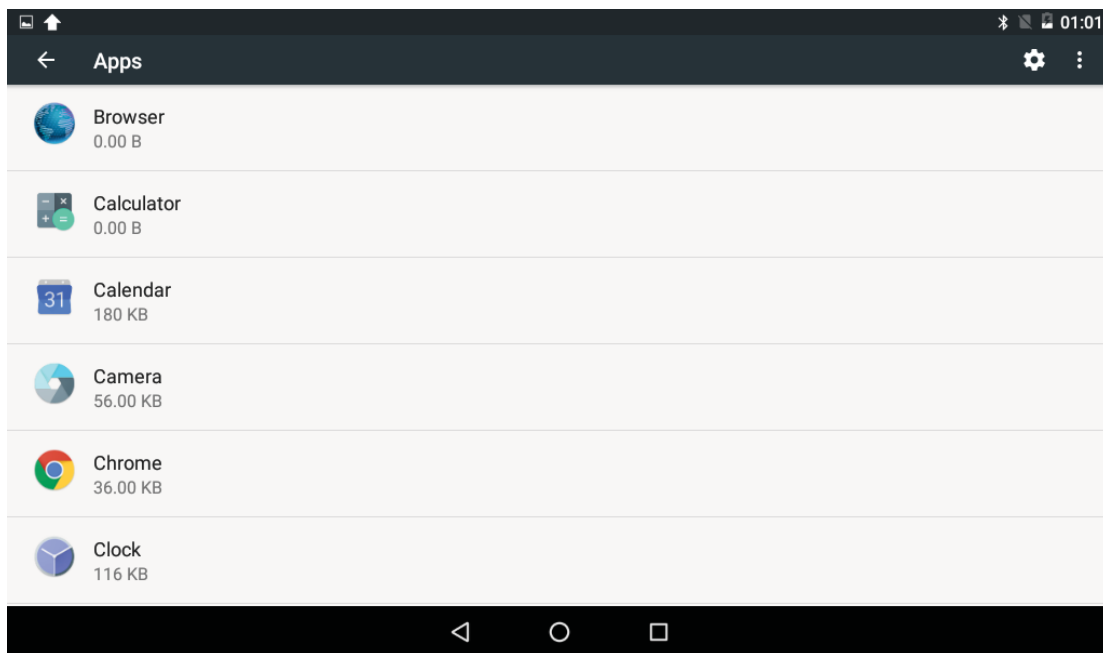 01:01
Apps
Browser
0.00 B
Calculator
0.00 B
31
Calendar
180 KB
Camera
56.00 KB
Chrome
36.00 KB
Clock
116 KB